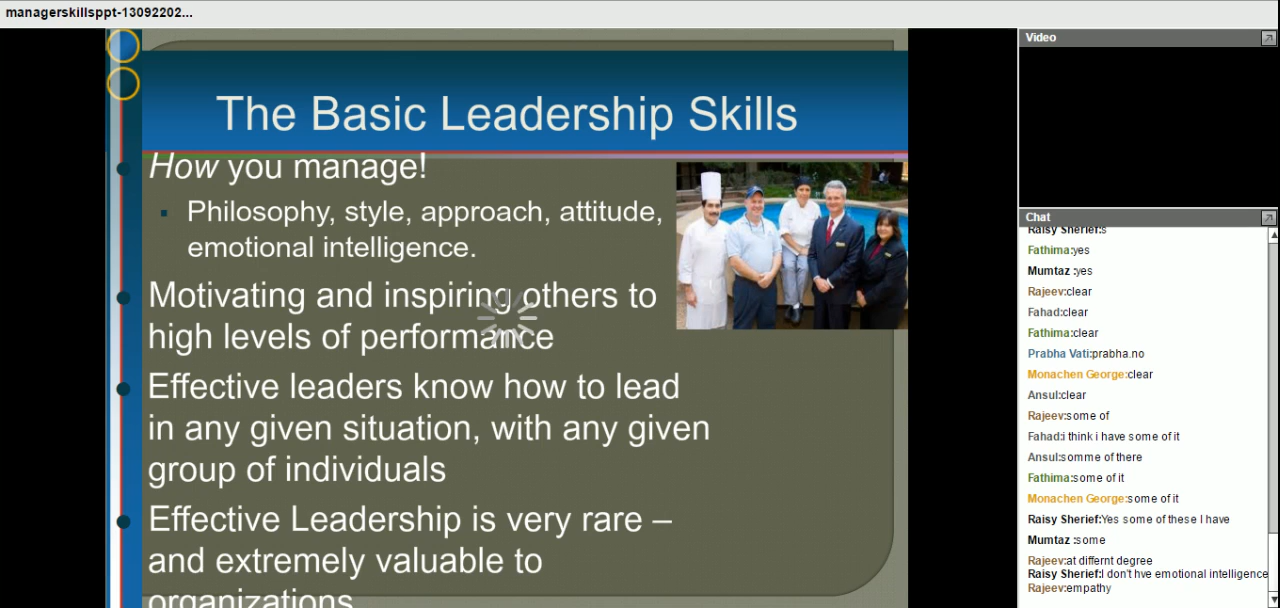 managerskillsppt-13092202...
The Basic Leadership Skills
How you manage!
Philosophy, style, approach, attitude,
emotional intelligence.
Motivating and inspiring others to
high levels of performance
Effective leaders know how to lead
in any given situation, with any given
group of individuals
Effective Leadership is very rare –
and extremely valuable to
organizations
Video
Chat
Raisy Sherief:s
Fathima:yes
Mumtaz :yes
Rajeev:clear
Fahad:clear
Fathima:clear
Prabha Vati:prabha.no
Monachen George:clear
Ansul:clear
Rajeev:some of
Fahad:i think i have some of it
Ansul:somme of there
Fathima:some of it
Monachen George:some of it
Raisy Sherief:Yes some of these I have
Mumtaz :some
Rajeev:at differnt degree
Raisy Sherief:I don't hve emotional intelligence
Rajeev:empathy